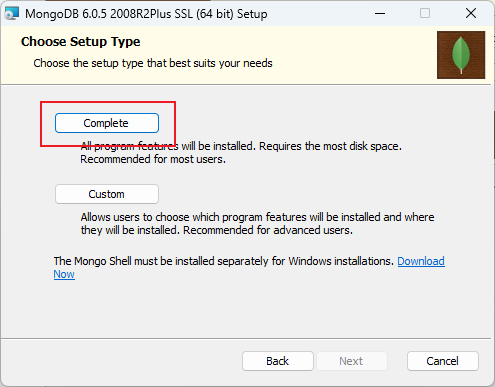 MongoDB 6.0.5 2008R2Plus SSL (64 bit) Setup
Choose Setup Type
Choose the setup type that best suits your needs
Complete
All program features will be installed. Requires the most disk space.
Recommended for most users.
Custom
Allows users to choose which program features will be installed and where
they will be installed. Recommended for advanced users.
The Mongo Shell must be installed separately for Windows installations. Download
Now
Back Next Cancel